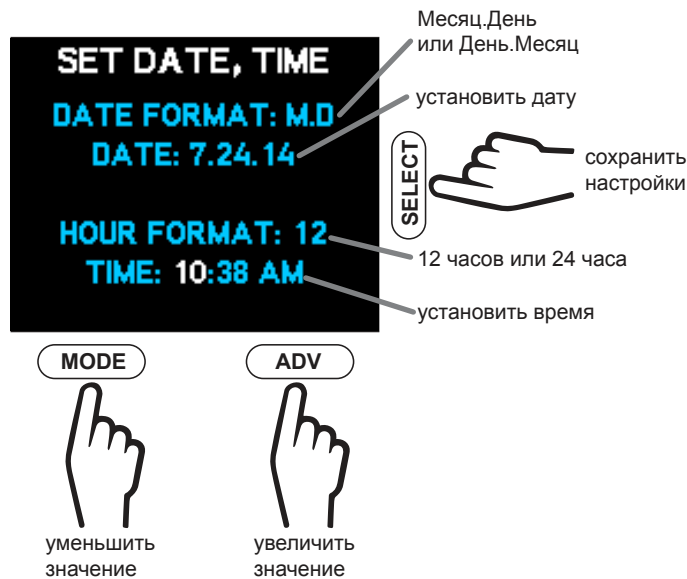 Месяц.День
или День.Месяц
SET DATE, TIME
DATE FORMAT: M.D
установить дату
DATE: 7.24.14
SELECT
сохранить
настройки
HOUR FORMAT: 12
12 часов или 24 часа
TIME: 10:38 AM
установить время
MODE
ADV
уменьшить
значение
увеличить
значение